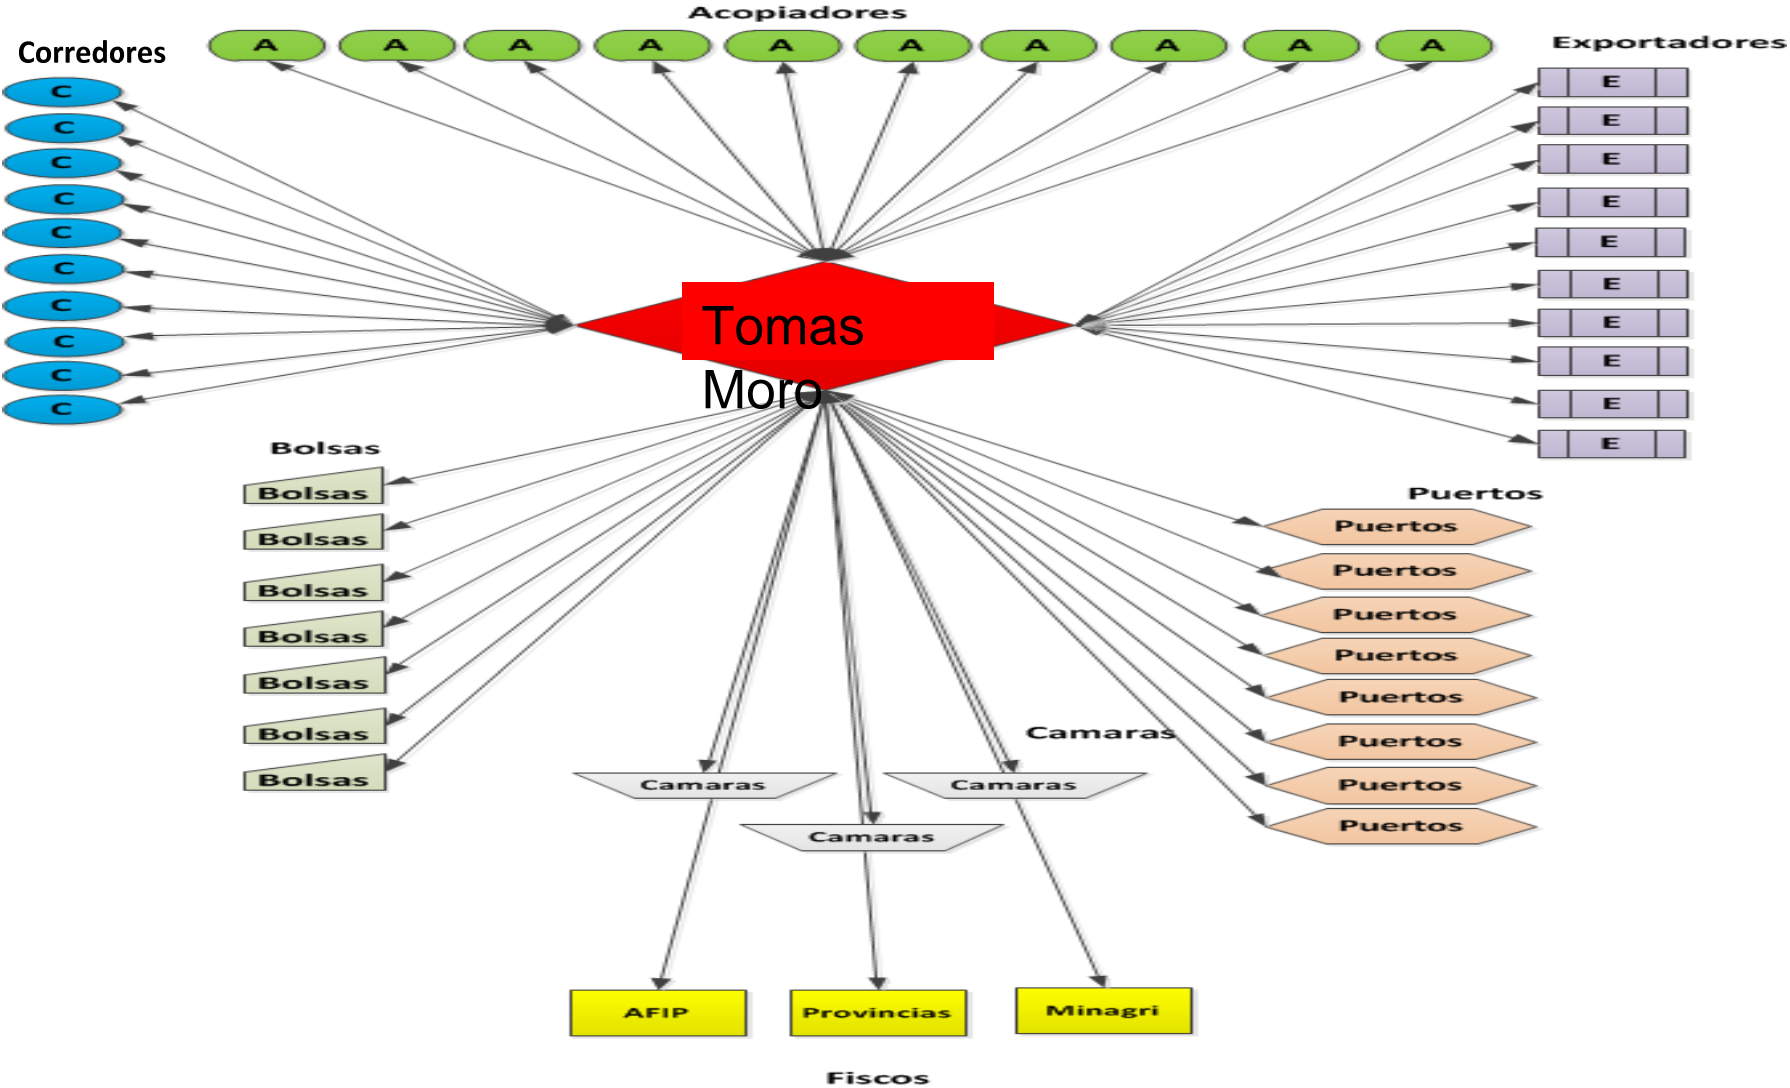 Acopiadores
A A A A A A A A A A
Corredores
C
C
C
C
C
C
C
C
C
C
Exportadores
E
E
E
E
E
E
E
E
E
E
Tomas
Moro
Bolsas
Bolsas
Bolsas
Bolsas
Bolsas
Bolsas
Bolsas
Bolsas
Puertos
Puertos
Puertos
Puertos
Puertos
Puertos
Puertos
Puertos
Puertos
Camaras
Camaras
Camaras
Camaras
AFIP
Provincias
Minagri
Fiscos